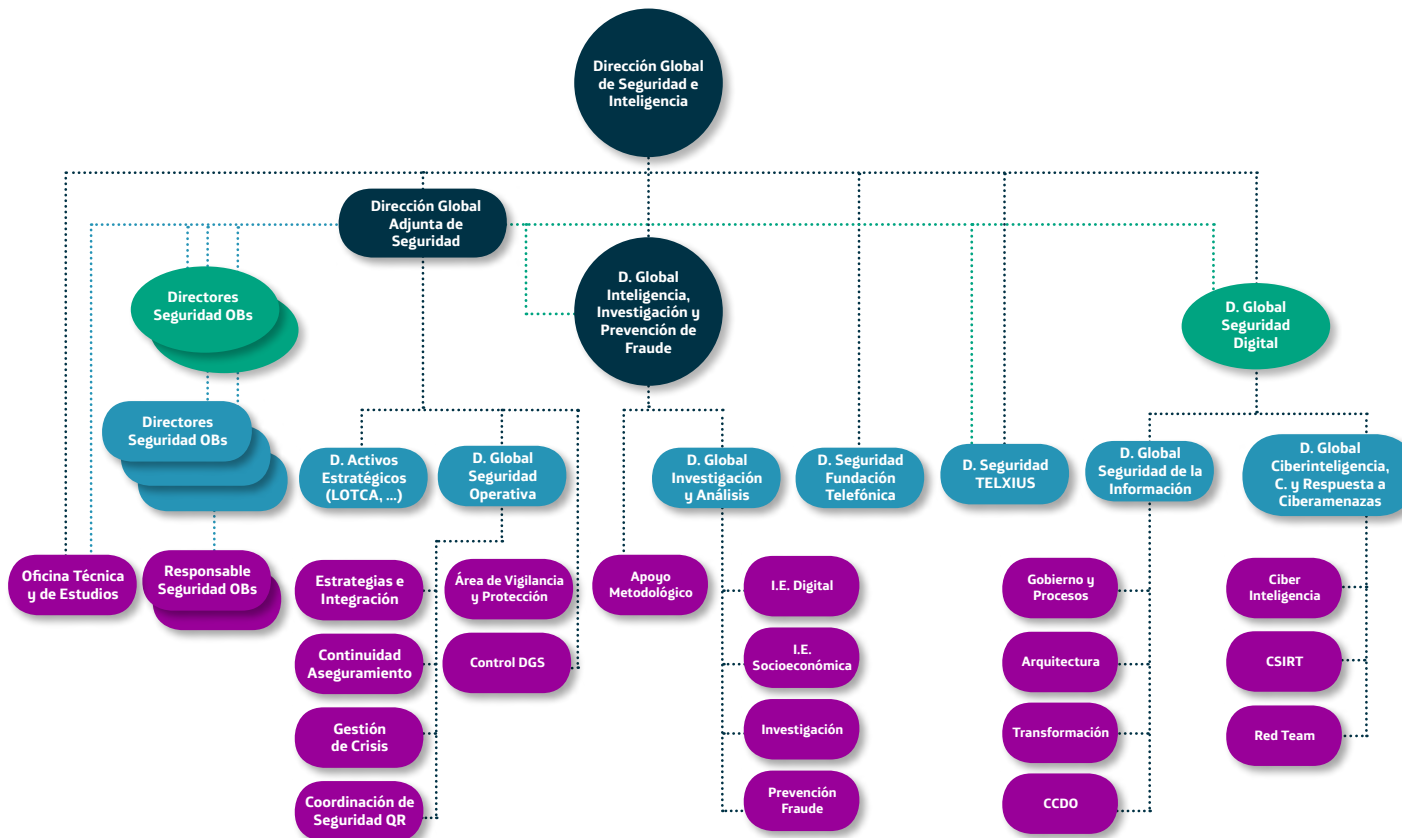 Dirección Global
de Seguridad e
Inteligencia
Dirección Global
Adjunta de
Seguridad
D. Global
Inteligencia,
Investigación y
Prevención de
Fraude
Directores
Seguridad OBs
D. Global
Seguridad
Digital
Directores
Seguridad OBs
D. Activos
Estratégicos
(LOTCA, ...)
D. Global
Seguridad
Operativa
D. Global
Investigación
y Análisis
D. Seguridad
Fundación
Telefónica
D. Seguridad
TELXIUS
D. Global
Seguridad de la
Información
D. Global
Ciberinteligencia,
C. y Respuesta a
Ciberamenazas
Oficina Técnica
y de Estudios
Responsable
Seguridad OBs
Estrategias e
Integración
Área de Vigilancia
y Protección
Apoyo
Metodológico
I.E. Digital
Gobierno y
Procesos
Ciber
Inteligencia
Continuidad
Aseguramiento
Control DGS
I.E.
Socioeconómica
Arquitectura
CSIRT
Gestión
de Crisis
Investigación
Transformación
Red Team
Coordinación de
Seguridad QR
Prevención
Fraude
CCDO